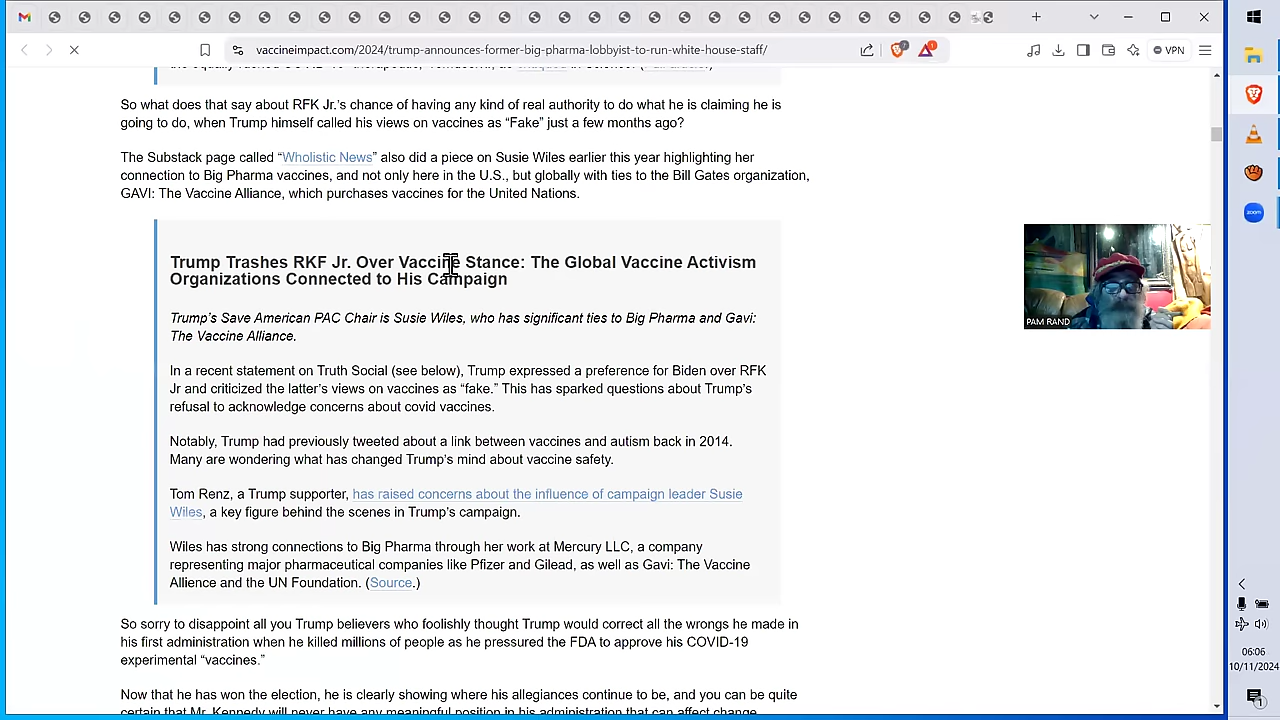 vaccineimpact.com/2024/trump-announces-former-big-pharma-lobbyist-to-run-white-house-staff/
VPN
So what does that say about RFK Jr.'s chance of having any kind of real authority to do what he is claiming he is
going to do, when Trump himself called his views on vaccines as “Fake” just a few months ago?
The Substack page called “Wholistic News” also did a piece on Susie Wiles earlier this year highlighting her
connection to Big Pharma vaccines, and not only here in the U.S., but globally with ties to the Bill Gates organization,
GAVI: The Vaccine Alliance, which purchases vaccines for the United Nations.
Trump Trashes RKF Jr. Over Vaccine Stance: The Global Vaccine Activism
Organizations Connected to His Campaign
Trump's Save American PAC Chair is Susie Wiles, who has significant ties to Big Pharma and Gavi:
The Vaccine Alliance.
In a recent statement on Truth Social (see below), Trump expressed a preference for Biden over RFK
Jr and criticized the latter's views on vaccines as “fake.” This has sparked questions about Trump's
refusal to acknowledge concerns about covid vaccines.
Notably, Trump had previously tweeted about a link between vaccines and autism back in 2014.
Many are wondering what has changed Trump's mind about vaccine safety.
Tom Renz, a Trump supporter, has raised concerns about the influence of campaign leader Susie
Wiles, a key figure behind the scenes in Trump's campaign.
Wiles has strong connections to Big Pharma through her work at Mercury LLC, a company
representing major pharmaceutical companies like Pfizer and Gilead, as well as Gavi: The Vaccine
Allience and the UN Foundation. (Source.)
So sorry to disappoint all you Trump believers who foolishly thought Trump would correct all the wrongs he made in
his first administration when he killed millions of people as he pressured the FDA to approve his COVID-19
experimental “vaccines.”
Now that he has won the election, he is clearly showing where his allegiances continue to be, and you can be quite
certain that Mr. Kennedy will never have any meaningful position in his administration that can affect change
PAM RAND
zoom
06:06
10/11/2024
1